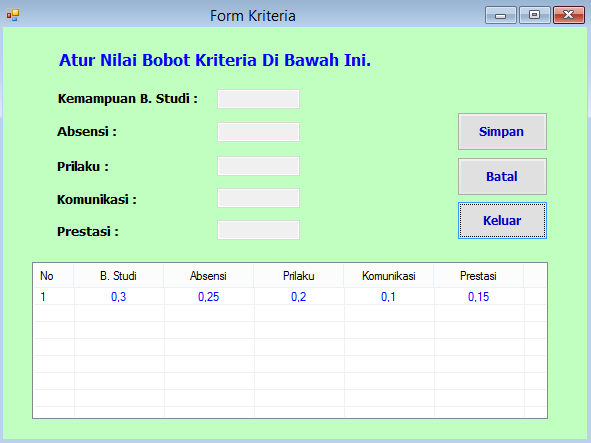 Form Kriteria
Atur Nilai Bobot Kriteria Di Bawah Ini.
Kemampuan B. Studi :
Absensi :
Prilaku :
Komunikasi :
Prestasi :
Simpan
Batal
Keluar
No B. Studi Absensi Prilaku Komunikasi Prestasi
1 0,3 0,25 0,2 0,1 0,15